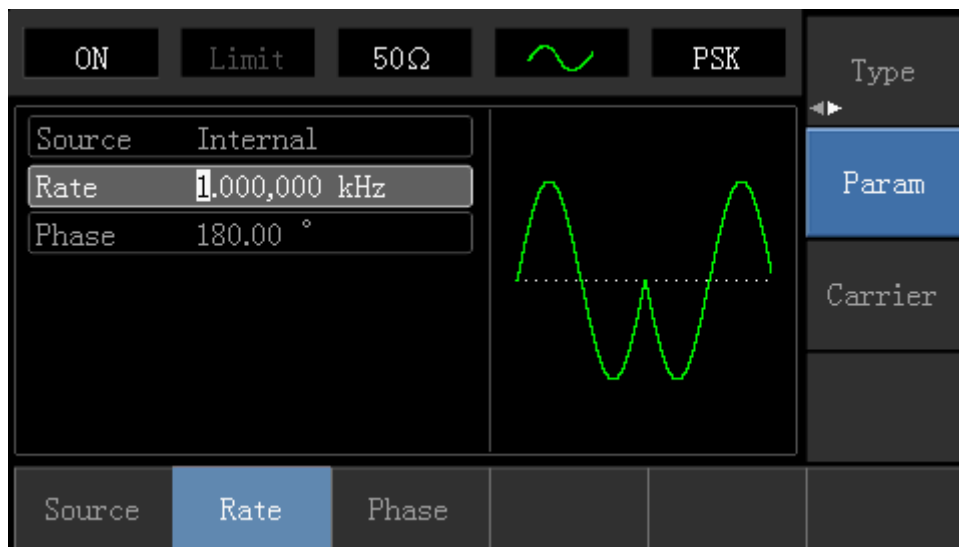 ON Limit 50Ω PSK
Type
Source Internal
Rate 1.000,000 kHz
Param
Phase 180.00 °
Carrier
Source Rate Phase